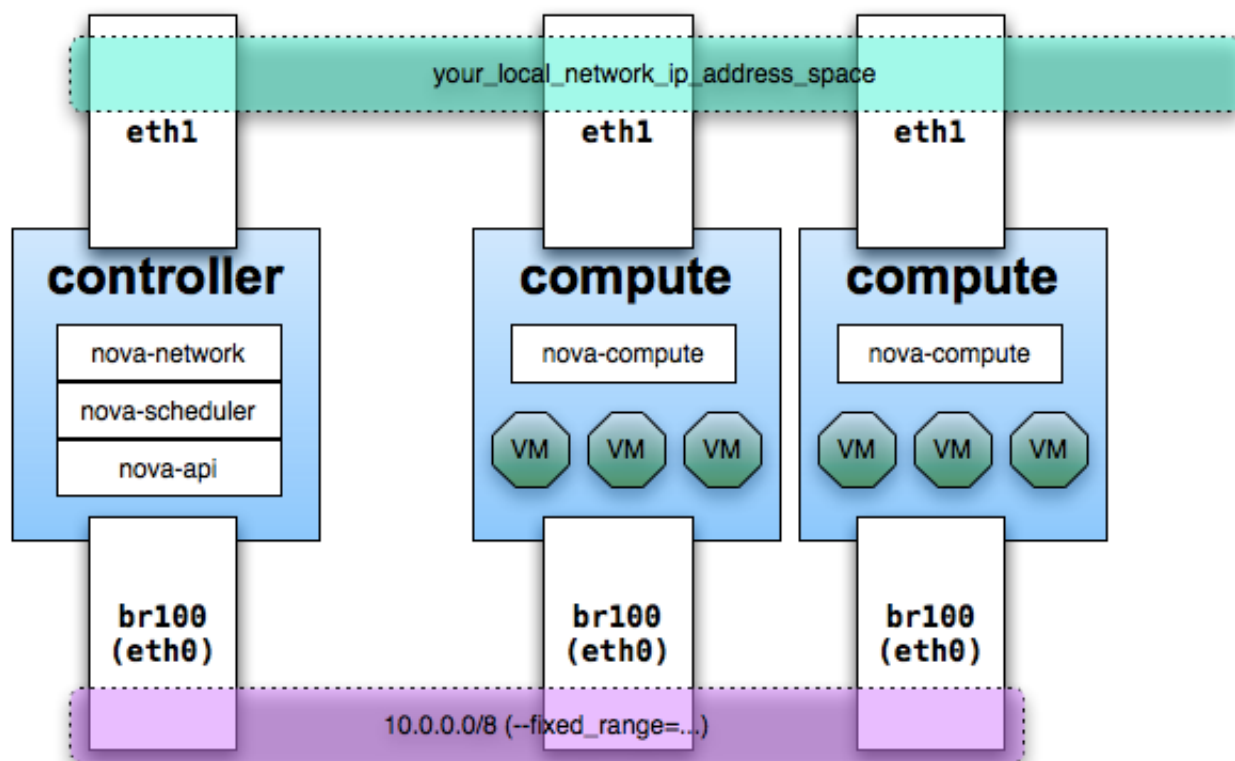 your_local_network_ip_address_space
eth1
eth1
eth1
controller
compute
compute
nova-network
nova-compute
nova-compute
nova-scheduler
nova-api
VM
VM
VM
VM
VM
VM
br100
(eth0)
br100
(eth0)
br100
(eth0)
10.0.0.0/8 (--fixed_range=...)